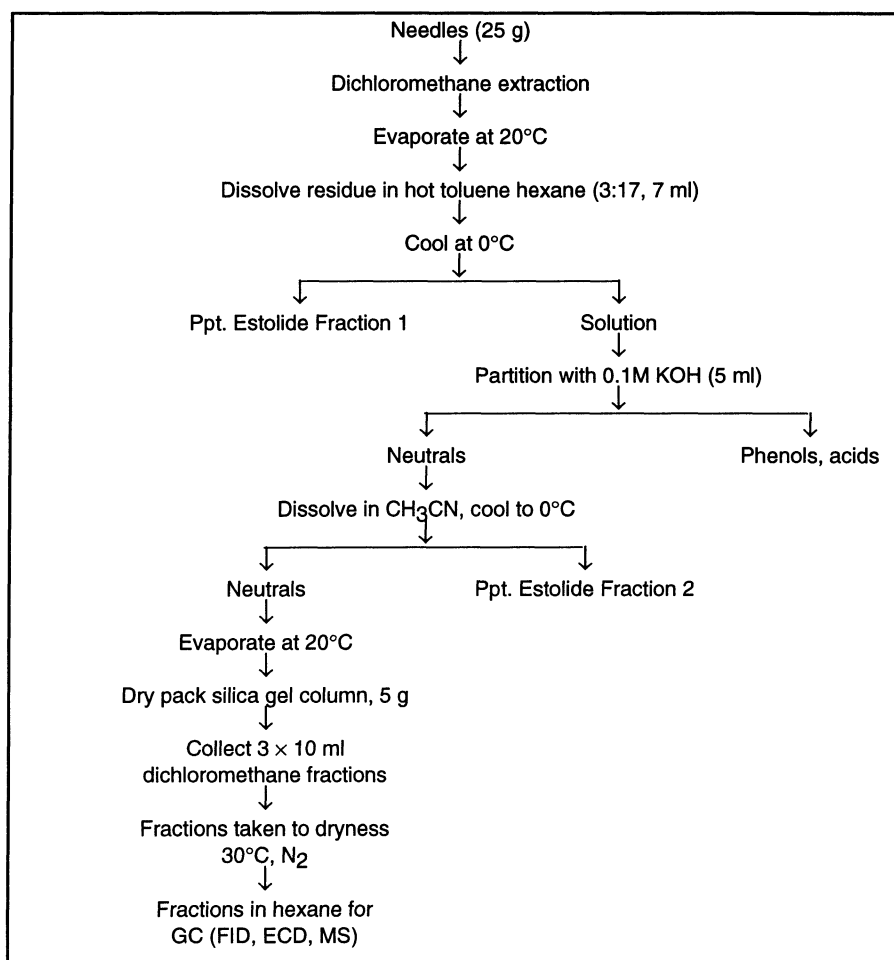 Needles (25 g)
Dichloromethane extraction
Evaporate at 20°C
Dissolve residue in hot toluene hexane (3:17, 7 ml)
Cool at 0°C
Ppt. Estolide Fraction 1
Solution
Partition with 0.1M KOH (5 ml)
Neutrals
Phenols, acids
Dissolve in CH3CN, cool to 0°C
Neutrals
Ppt. Estolide Fraction 2
Evaporate at 20°C
Dry pack silica gel column, 5 g
Collect 3 × 10 ml
dichloromethane fractions
Fractions taken to dryness
30°C, N2
Fractions in hexane for
GC (FID, ECD, MS)